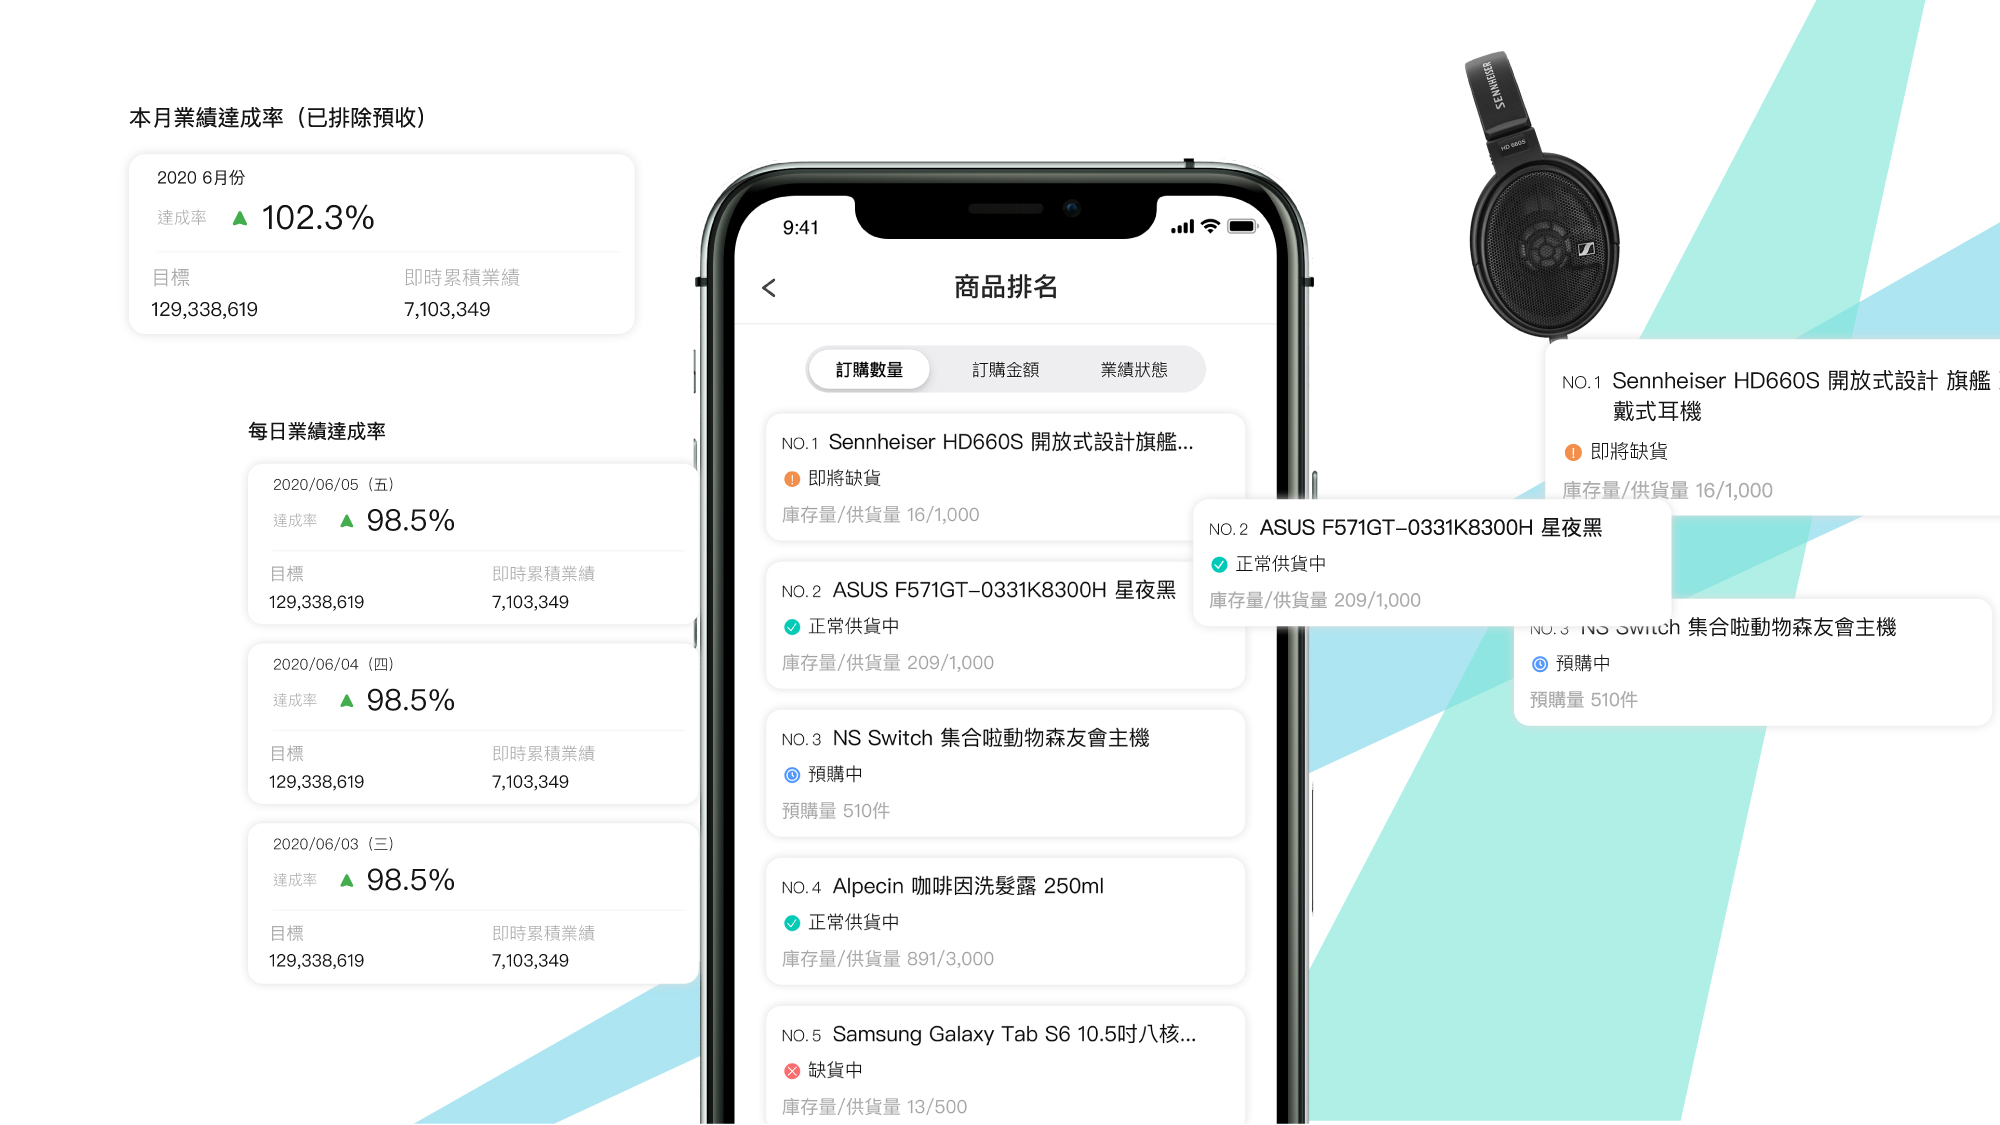 本月業績達成率（已排除預收）
2020 6月份
達成率 102.3%
目標 即時累積業績
129,338,619 7,103,349
每日業績達成率
2020/06/05（五）
達成率 98.5%
目標 即時累積業績
129,338,619 7,103,349
2020/06/04（四）
達成率 98.5%
目標 即時累積業績
129,338,619 7,103,349
2020/06/03（三）
達成率 98.5%
目標 即時累積業績
129,338,619 7,103,349
9:41
商品排名
訂購數量 訂購金額 業績狀態
NO.1 Sennheiser HD660S 開放式設計旗艦...
即將缺貨
庫存量/供貨量 16/1,000
NO.2 ASUS F571GT-0331K8300H 星夜黑
正常供貨中
庫存量/供貨量 209/1,000
NO.3 NS Switch 集合啦動物森友會主機
預購中
預購量 510件
NO.4 Alpecin 咖啡因洗髮露 250ml
正常供貨中
庫存量/供貨量 891/3,000
NO.5 Samsung Galaxy Tab S6 10.5吋八核...
缺貨中
庫存量/供貨量 13/500
SENNHEISER
HD 660S
NO.1 Sennheiser HD660S 開放式設計 旗艦
戴式耳機
即將缺貨
庫存量/供貨量 16/1,000
NO.2 ASUS F571GT-0331K8300H 星夜黑
正常供貨中
庫存量/供貨量 209/1,000
NO.3 NS Switch 集合啦動物森友會主機
預購中
預購量 510件